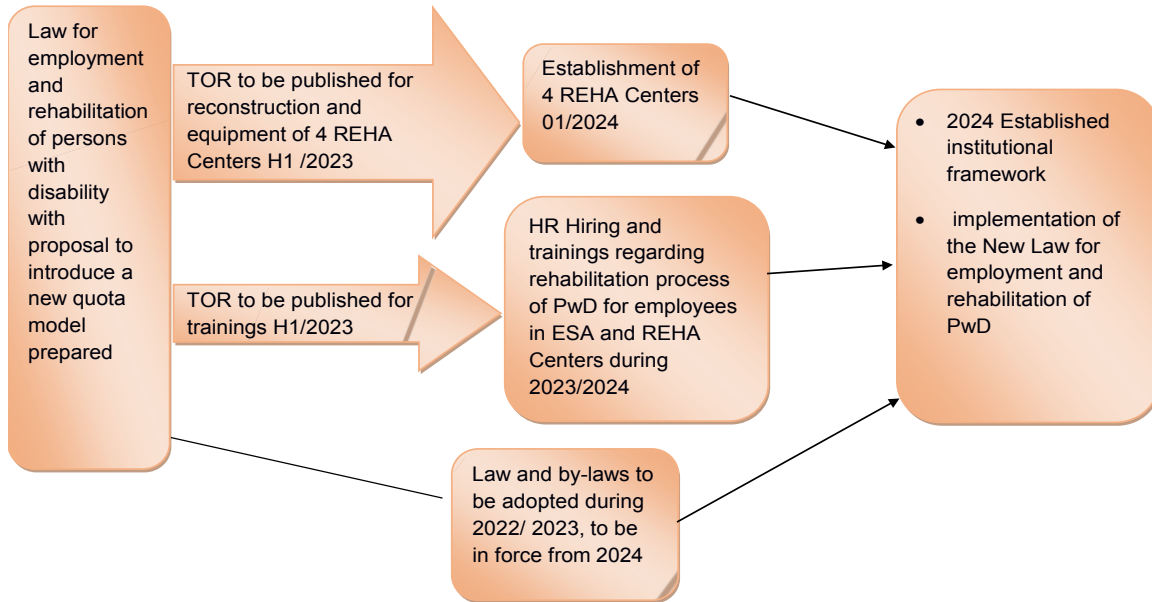 Law for
employment
and
rehabilitation
of persons
with
disability
with
proposal to
introduce a
new quota
model
prepared
TOR to be published for
reconstruction and
equipment of 4 REHA
Centers H1 /2023
Establishment of
4 REHA Centers
01/2024
TOR to be published for
trainings H1/2023
HR Hiring and
trainings regarding
rehabilitation process
of PwD for employees
in ESA and REHA
Centers during
2023/2024
Law and by-laws to
be adopted during
2022/ 2023, to be
in force from 2024
• 2024 Established
institutional
framework
• implementation of
the New Law for
employment and
rehabilitation of
PwD